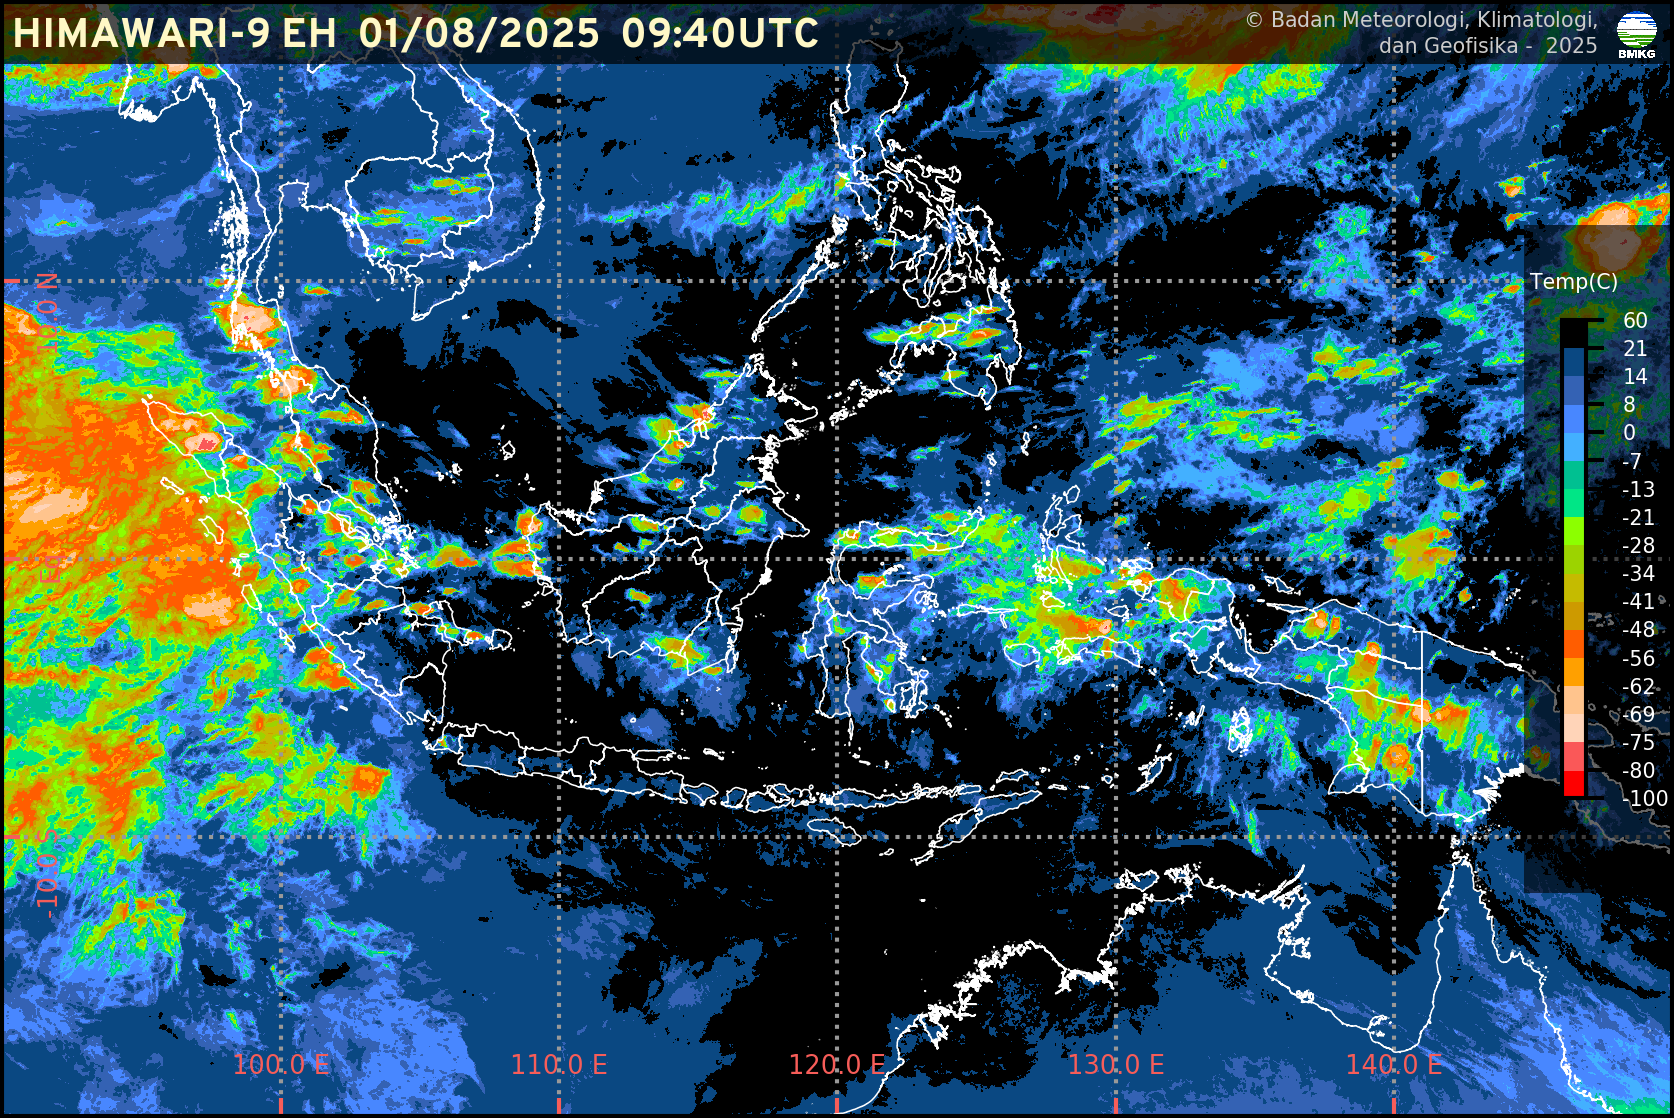 HIMAWARI-9 EH 01/08/2025 09:40UTC
© Badan Meteorologi, Klimatologi,
dan Geofisika - 2025
BMKG
Temp(C)
60
21
14
8
0
-7
-13
-21
-28
-34
-41
-48
-56
-62
-69
-75
-80
-100
-10.0 S
100.0 E
110.0 E
120.0 E
130.0 E
140.0 E